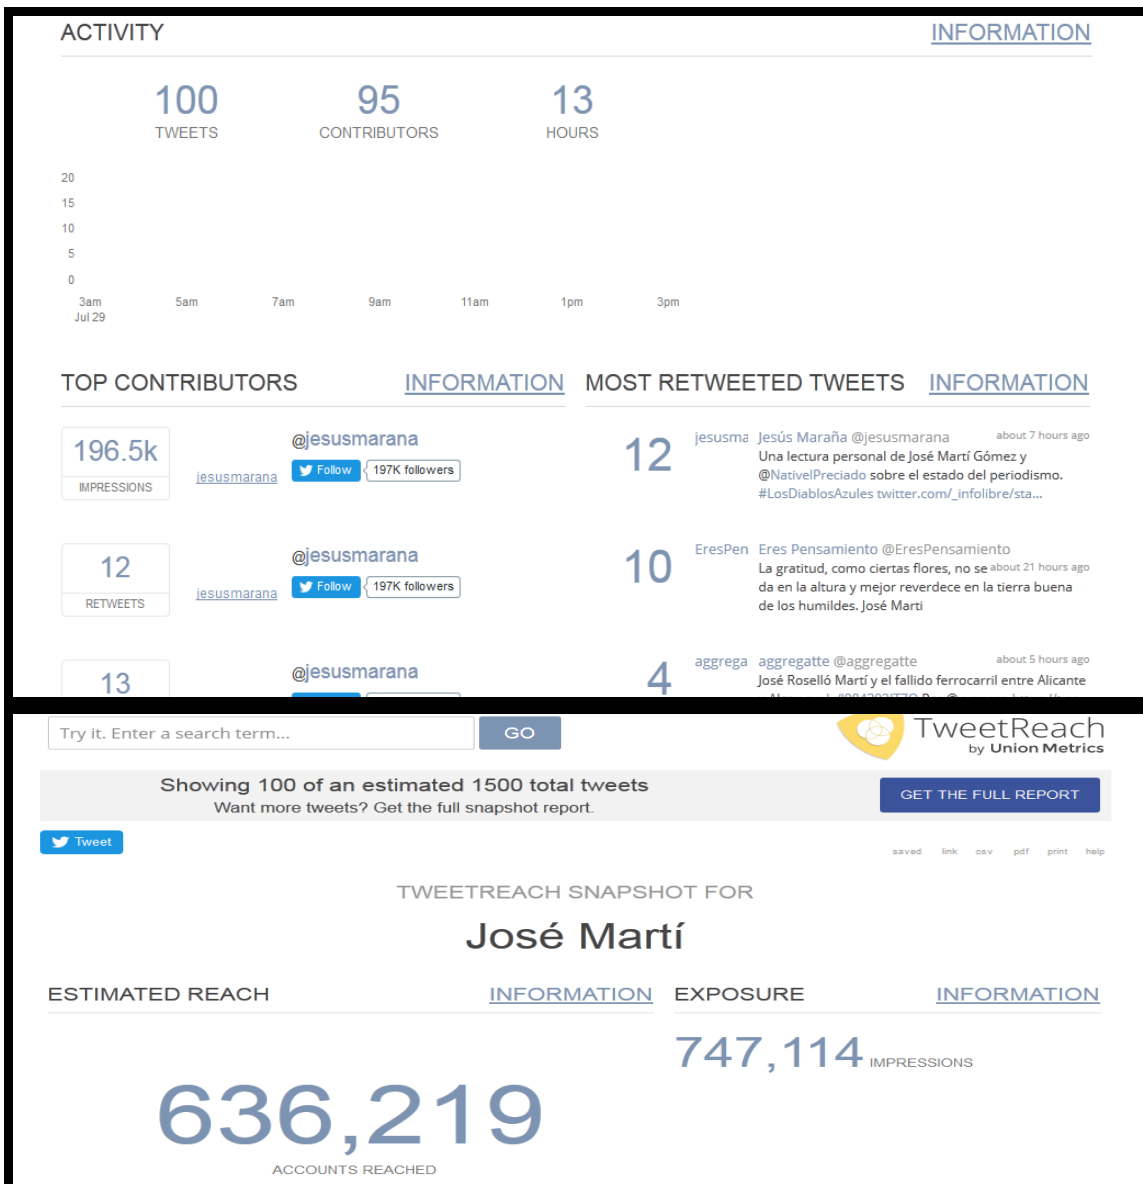 ACTIVITY INFORMATION
100 95 13
TWEETS CONTRIBUTORS HOURS
20
15
10
5
0
3am 5am 7am 9am 11am 1pm 3pm
Jul 29
TOP CONTRIBUTORS INFORMATION
196.5k
IMPRESSIONS
jesusmarana
@jesusmarana
Follow 197K followers
12
RETWEETS
jesusmarana
@jesusmarana
Follow 197K followers
13
@jesusmarana
MOST RETWEETED TWEETS INFORMATION
12
jesusma Jesús Maraña @jesusmarana about 7 hours ago
Una lectura personal de José Martí Gómez y
@NativelPreciado sobre el estado del periodismo.
#LosDiablosAzules twitter.com/_infolibre/sta...
10
EresPen Eres Pensamiento @EresPensamiento
La gratitud, como ciertas flores, no se about 21 hours ago
da en la altura y mejor reverdece en la tierra buena
de los humildes. José Marti
4
aggrega aggregatte @aggregatte about 5 hours ago
José Roselló Martí y el fallido ferrocarril entre Alicante
Try it. Enter a search term... GO
TweetReach
by Union Metrics
Showing 100 of an estimated 1500 total tweets
Want more tweets? Get the full snapshot report.
GET THE FULL REPORT
Tweet
saved link csv pdf print help
TWEETREACH SNAPSHOT FOR
José Martí
ESTIMATED REACH INFORMATION
636,219
ACCOUNTS REACHED
EXPOSURE INFORMATION
747,114 IMPRESSIONS